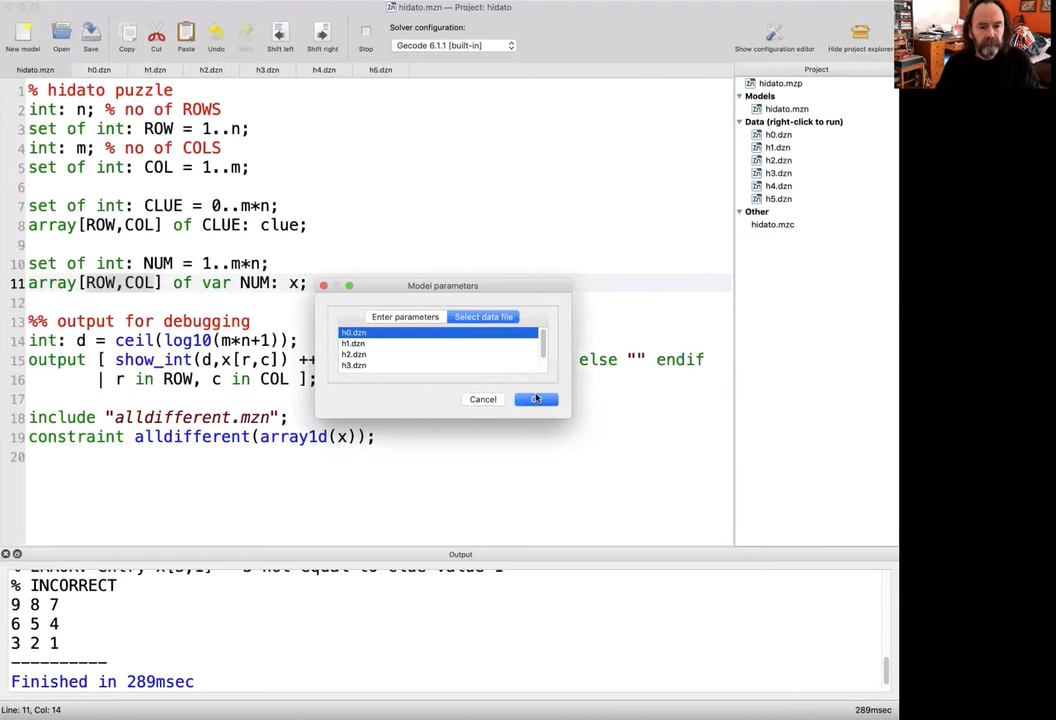 hidato.mzn — Project: hidato
New model
Open
Save
Copy
Cut
Paste
Undo
Shift left
Shift right
Stop
Solver configuration:
Gecode 6.1.1 [built-in]
Show configuration editor
Hide project explorer
hidato.mzn
h0.dzn
h1.dzn
h2.dzn
h3.dzn
h4.dzn
h5.dzn
Project
1 % hidato puzzle
2 int: n; % no of ROWS
3 set of int: ROW = 1..n;
4 int: m; % no of COLS
5 set of int: COL = 1..m;
6
7 set of int: CLUE = 0..m*n;
8 array[ROW,COL] of CLUE: clue;
9
10 set of int: NUM = 1..m*n;
11 array[ROW,COL] of var NUM: x;
12
13 %% output for debugging
14 int: d = ceil(log10(m*n+1));
15 output [ show_int(d,x[r,c]) ++ else "" endif
16 | r in ROW, c in COL ];
17
18 include "alldifferent.mzn";
19 constraint alldifferent(array1d(x));
20
Model parameters
Enter parameters
Select data file
h0.dzn
h1.dzn
h2.dzn
h3.dzn
Cancel
hidato.mzp
Models
hidato.mzn
Data (right-click to run)
h0.dzn
h1.dzn
h2.dzn
h3.dzn
h4.dzn
h5.dzn
Other
hidato.mzc
Output
% INCORRECT
9 8 7
6 5 4
3 2 1
----------
Finished in 289msec
Line: 11, Col: 14
289msec